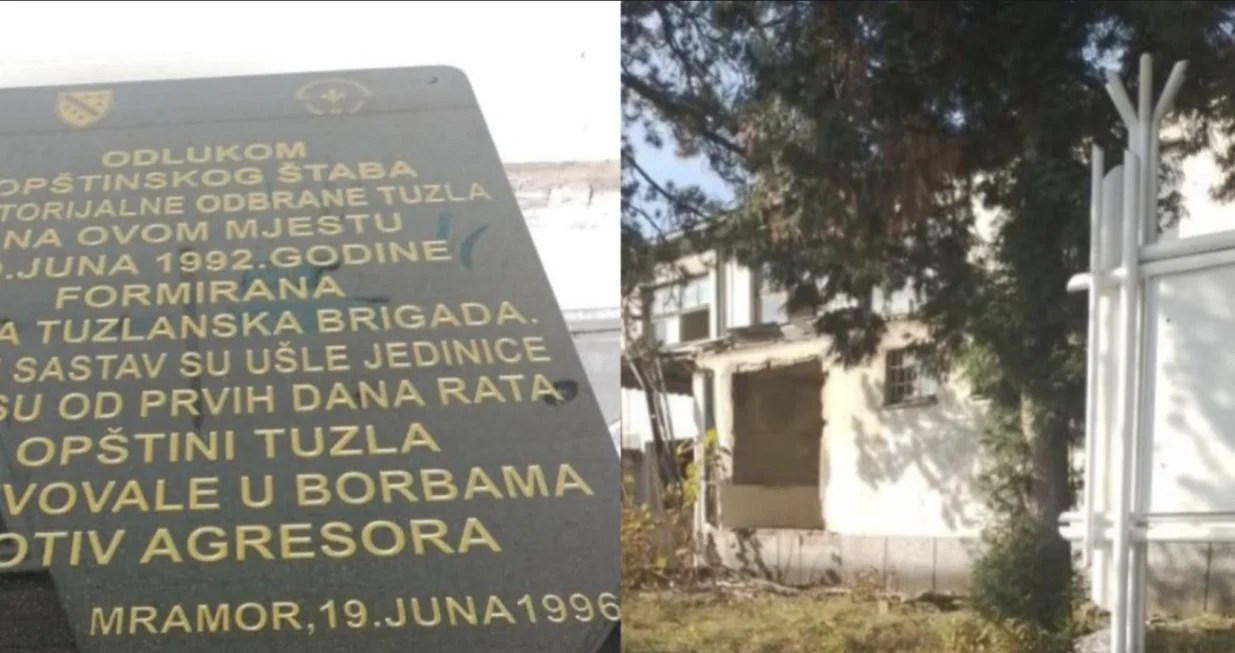 ODLUKOM
OPŠTINSKOG ŠTABA
TORIJALNE ODBRANE TUZLA
NA OVOM MJESTU
.JUNA 1992.GODINE
FORMIRANA
A TUZLANSKA BRIGADA.
SASTAV SU UŠLE JEDINICE
SU OD PRVIH DANA RATA
OPŠTINI TUZLA
VOVALE U BORBAMA
OTIV AGRESORA
MRAMOR,19.JUNA1996